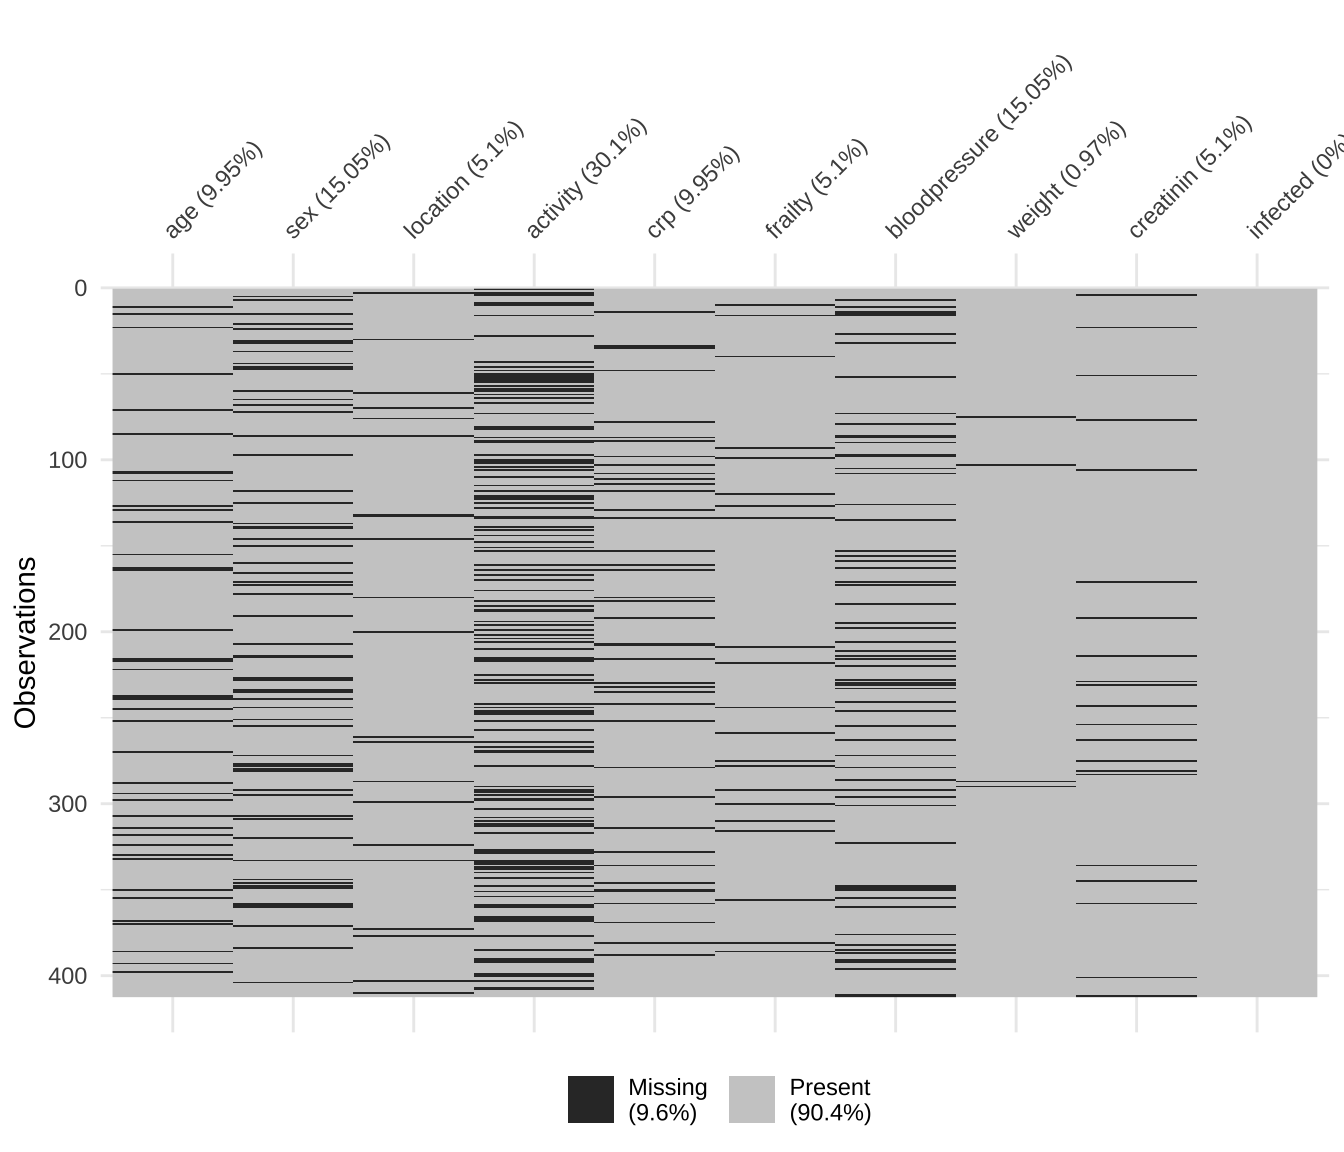 age (9.95%)
sex (15.05%)
location (5.1%)
activity (30.1%)
crp (9.95%)
frailty (5.1%)
bloodpressure (15.05%)
weight (0.97%)
creatinin (5.1%)
infected (0%
0
100
200
300
400
Observations
Missing
(9.6%)
Present
(90.4%)